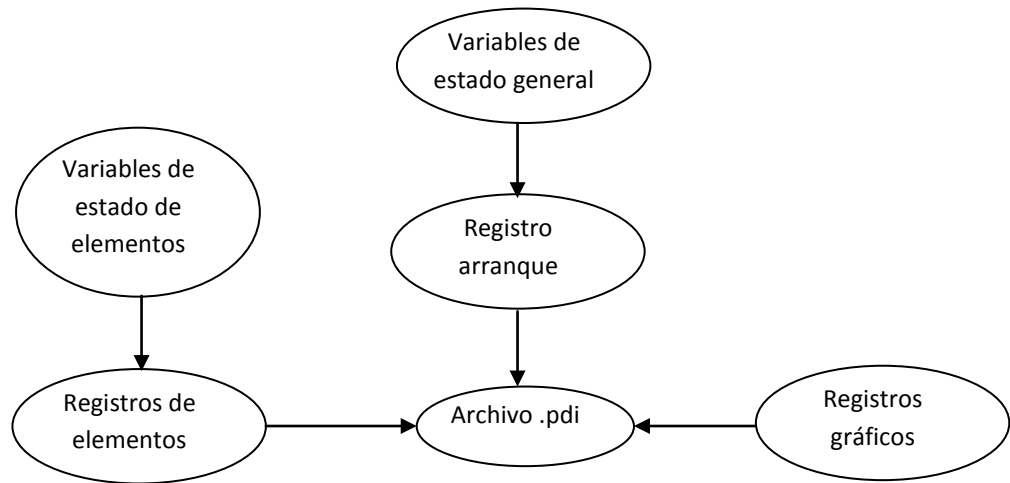 Variables de
estado general
Variables de
estado de
elementos
Registro
arranque
Registros de
elementos
Archivo .pdi
Registros
gráficos